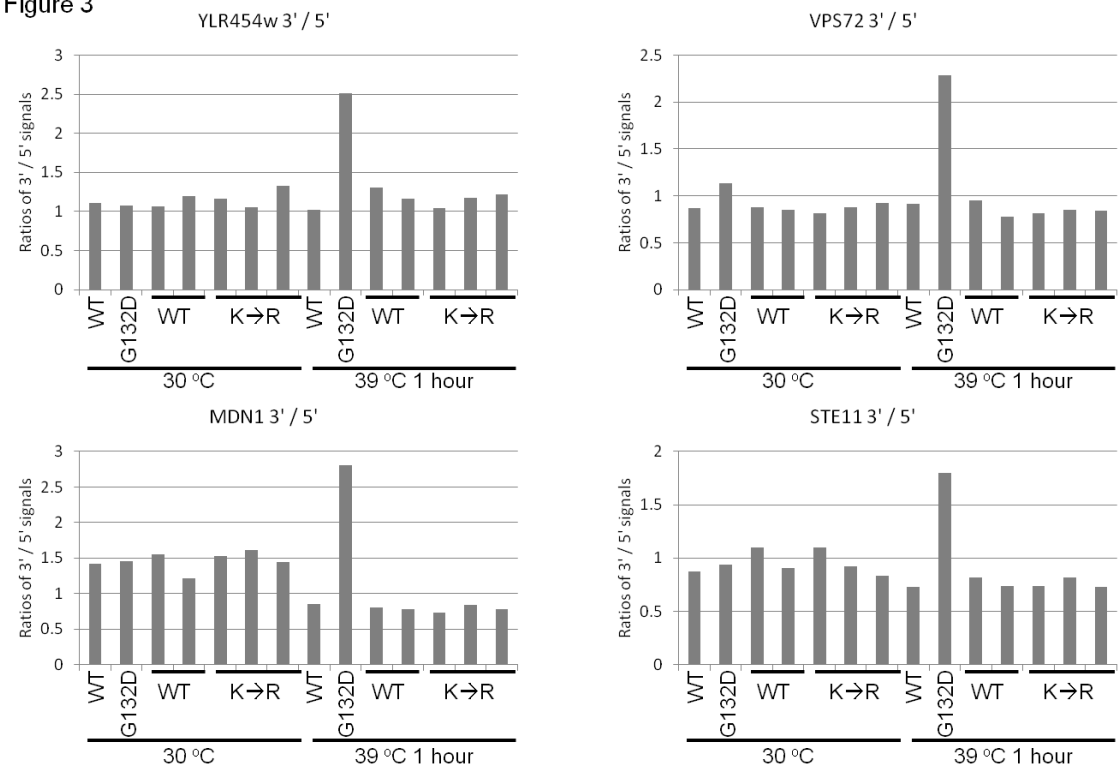 Figure 3
YLR454w 3' / 5'
Ratios of 3' / 5' signals
3
2.5
2
1.5
1
0.5
0
WT
G132D
WT
K→R
WT
G132D
WT
K→R
30 °C
39 °C 1 hour
VPS72 3' / 5'
Ratios of 3' / 5' signals
2.5
2
1.5
1
0.5
0
WT
G132D
WT
K→R
WT
G132D
WT
K→R
30 °C
39 °C 1 hour
MDN1 3' / 5'
Ratios of 3' / 5' signals
3
2.5
2
1.5
1
0.5
0
WT
G132D
WT
K→R
WT
G132D
WT
K→R
30 °C
39 °C 1 hour
STE11 3' / 5'
Ratios of 3' / 5' signals
2
1.5
1
0.5
0
WT
G132D
WT
K→R
WT
G132D
WT
K→R
30 °C
39 °C 1 hour